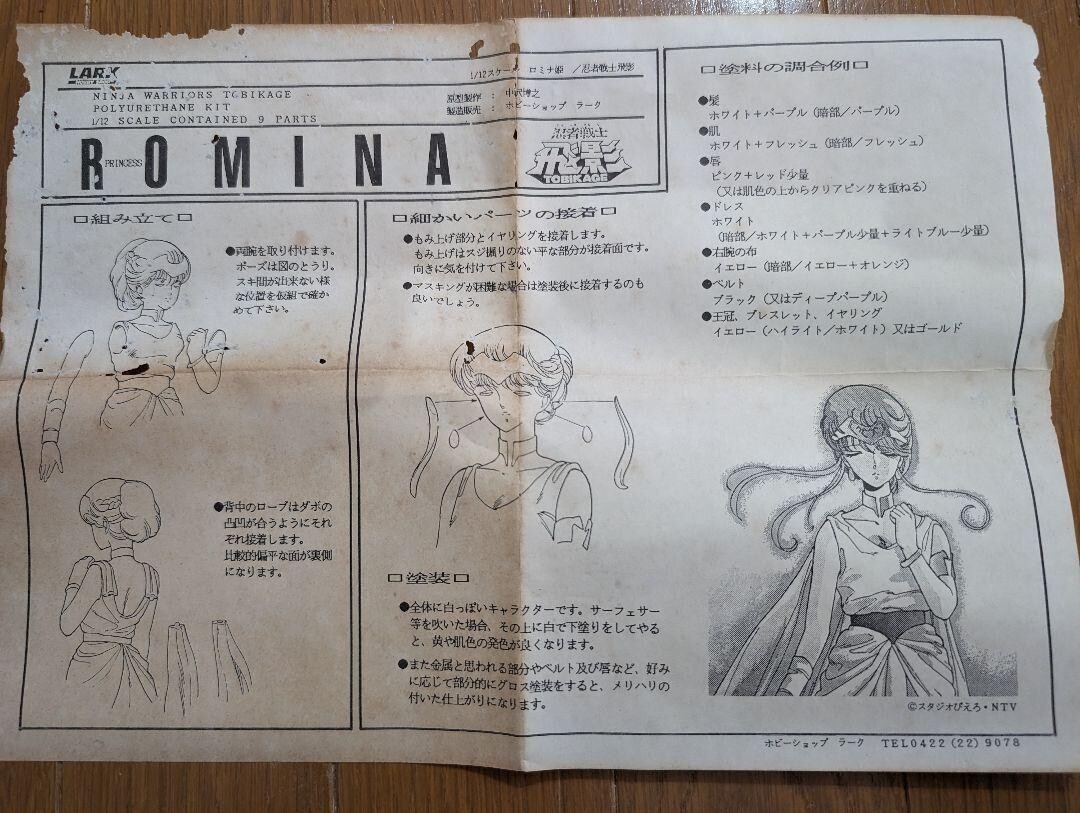 LARK
HOBBY SHOP
1/12スケール ロミナ姫 /忍者戦士飛影
NINJA WARRIORS TOBIKAGE
POLYURETHANE KIT
1/12 SCALE CONTAINED 9 PARTS
原型製作 : 中沢博之
製造販売 : ホビーショップ ラーク
PRINCESS
ROMINA
忍者戦士
飛影
TOBIKAGE
□組み立て□
●両腕を取り付けます。
ポーズは図のとうり。
スキ間が出来ない様
な位置を仮組で確か
めて下さい。
●背中のローブはダボの
凸凹が合うようにそれ
ぞれ接着します。
比較的偏平な面が裏側
になります。
□細かいパーツの接着□
●もみ上げ部分とイヤリングを接着します。
もみ上げはスジ掘りのない平な部分が接着面です。
向きに気を付けて下さい。
●マスキングが困難な場合は塗装後に接着するのも
良いでしょう。
□塗装□
●全体に白っぽいキャラクターです。サーフェサー
等を吹いた場合、その上に白で下塗りをしてやる
と、黄や肌色の発色が良くなります。
●また金属と思われる部分やベルト及び唇など、好み
に応じて部分的にグロス塗装をすると、メリハリの
付いた仕上がりになります。
□塗料の調合例□
●髪
ホワイト+パープル(暗部/パープル)
●肌
ホワイト+フレッシュ(暗部/フレッシュ)
●唇
ピンク+レッド少量
(又は肌色の上からクリアピンクを重ねる)
●ドレス
ホワイト
(暗部/ホワイト+パープル少量+ライトブルー少量)
●右腕の布
イエロー(暗部/イエロー+オレンジ)
●ベルト
ブラック(又はディープパープル)
●王冠、ブレスレット、イヤリング
イエロー(ハイライト/ホワイト)又はゴールド
©スタジオぴえろ・NTV
ホビーショップ ラーク TEL0422(22)9078